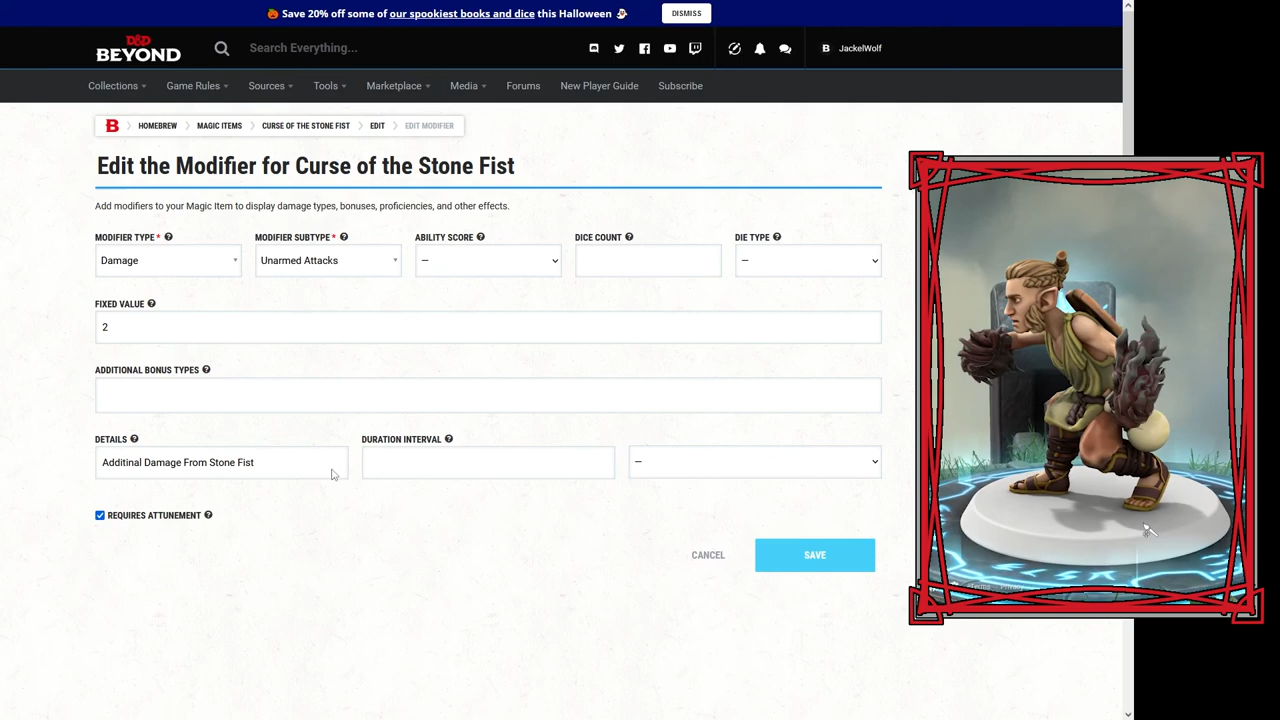 🎃 Save 20% off some of our spookiest books and dice this Halloween 👻
DISMISS
D&D
BEYOND
Search Everything...
B JackelWolf
Collections
Game Rules
Sources
Tools
Marketplace
Media
Forums
New Player Guide
Subscribe
B
HOMEBREW
MAGIC ITEMS
CURSE OF THE STONE FIST
EDIT
EDIT MODIFIER
Edit the Modifier for Curse of the Stone Fist
Add modifiers to your Magic Item to display damage types, bonuses, proficiencies, and other effects.
MODIFIER TYPE *
MODIFIER SUBTYPE *
ABILITY SCORE
DICE COUNT
DIE TYPE
Damage
Unarmed Attacks
—
—
FIXED VALUE
2
ADDITIONAL BONUS TYPES
DETAILS
DURATION INTERVAL
Additinal Damage From Stone Fist
—
REQUIRES ATTUNEMENT
CANCEL
SAVE
Terms
Privacy